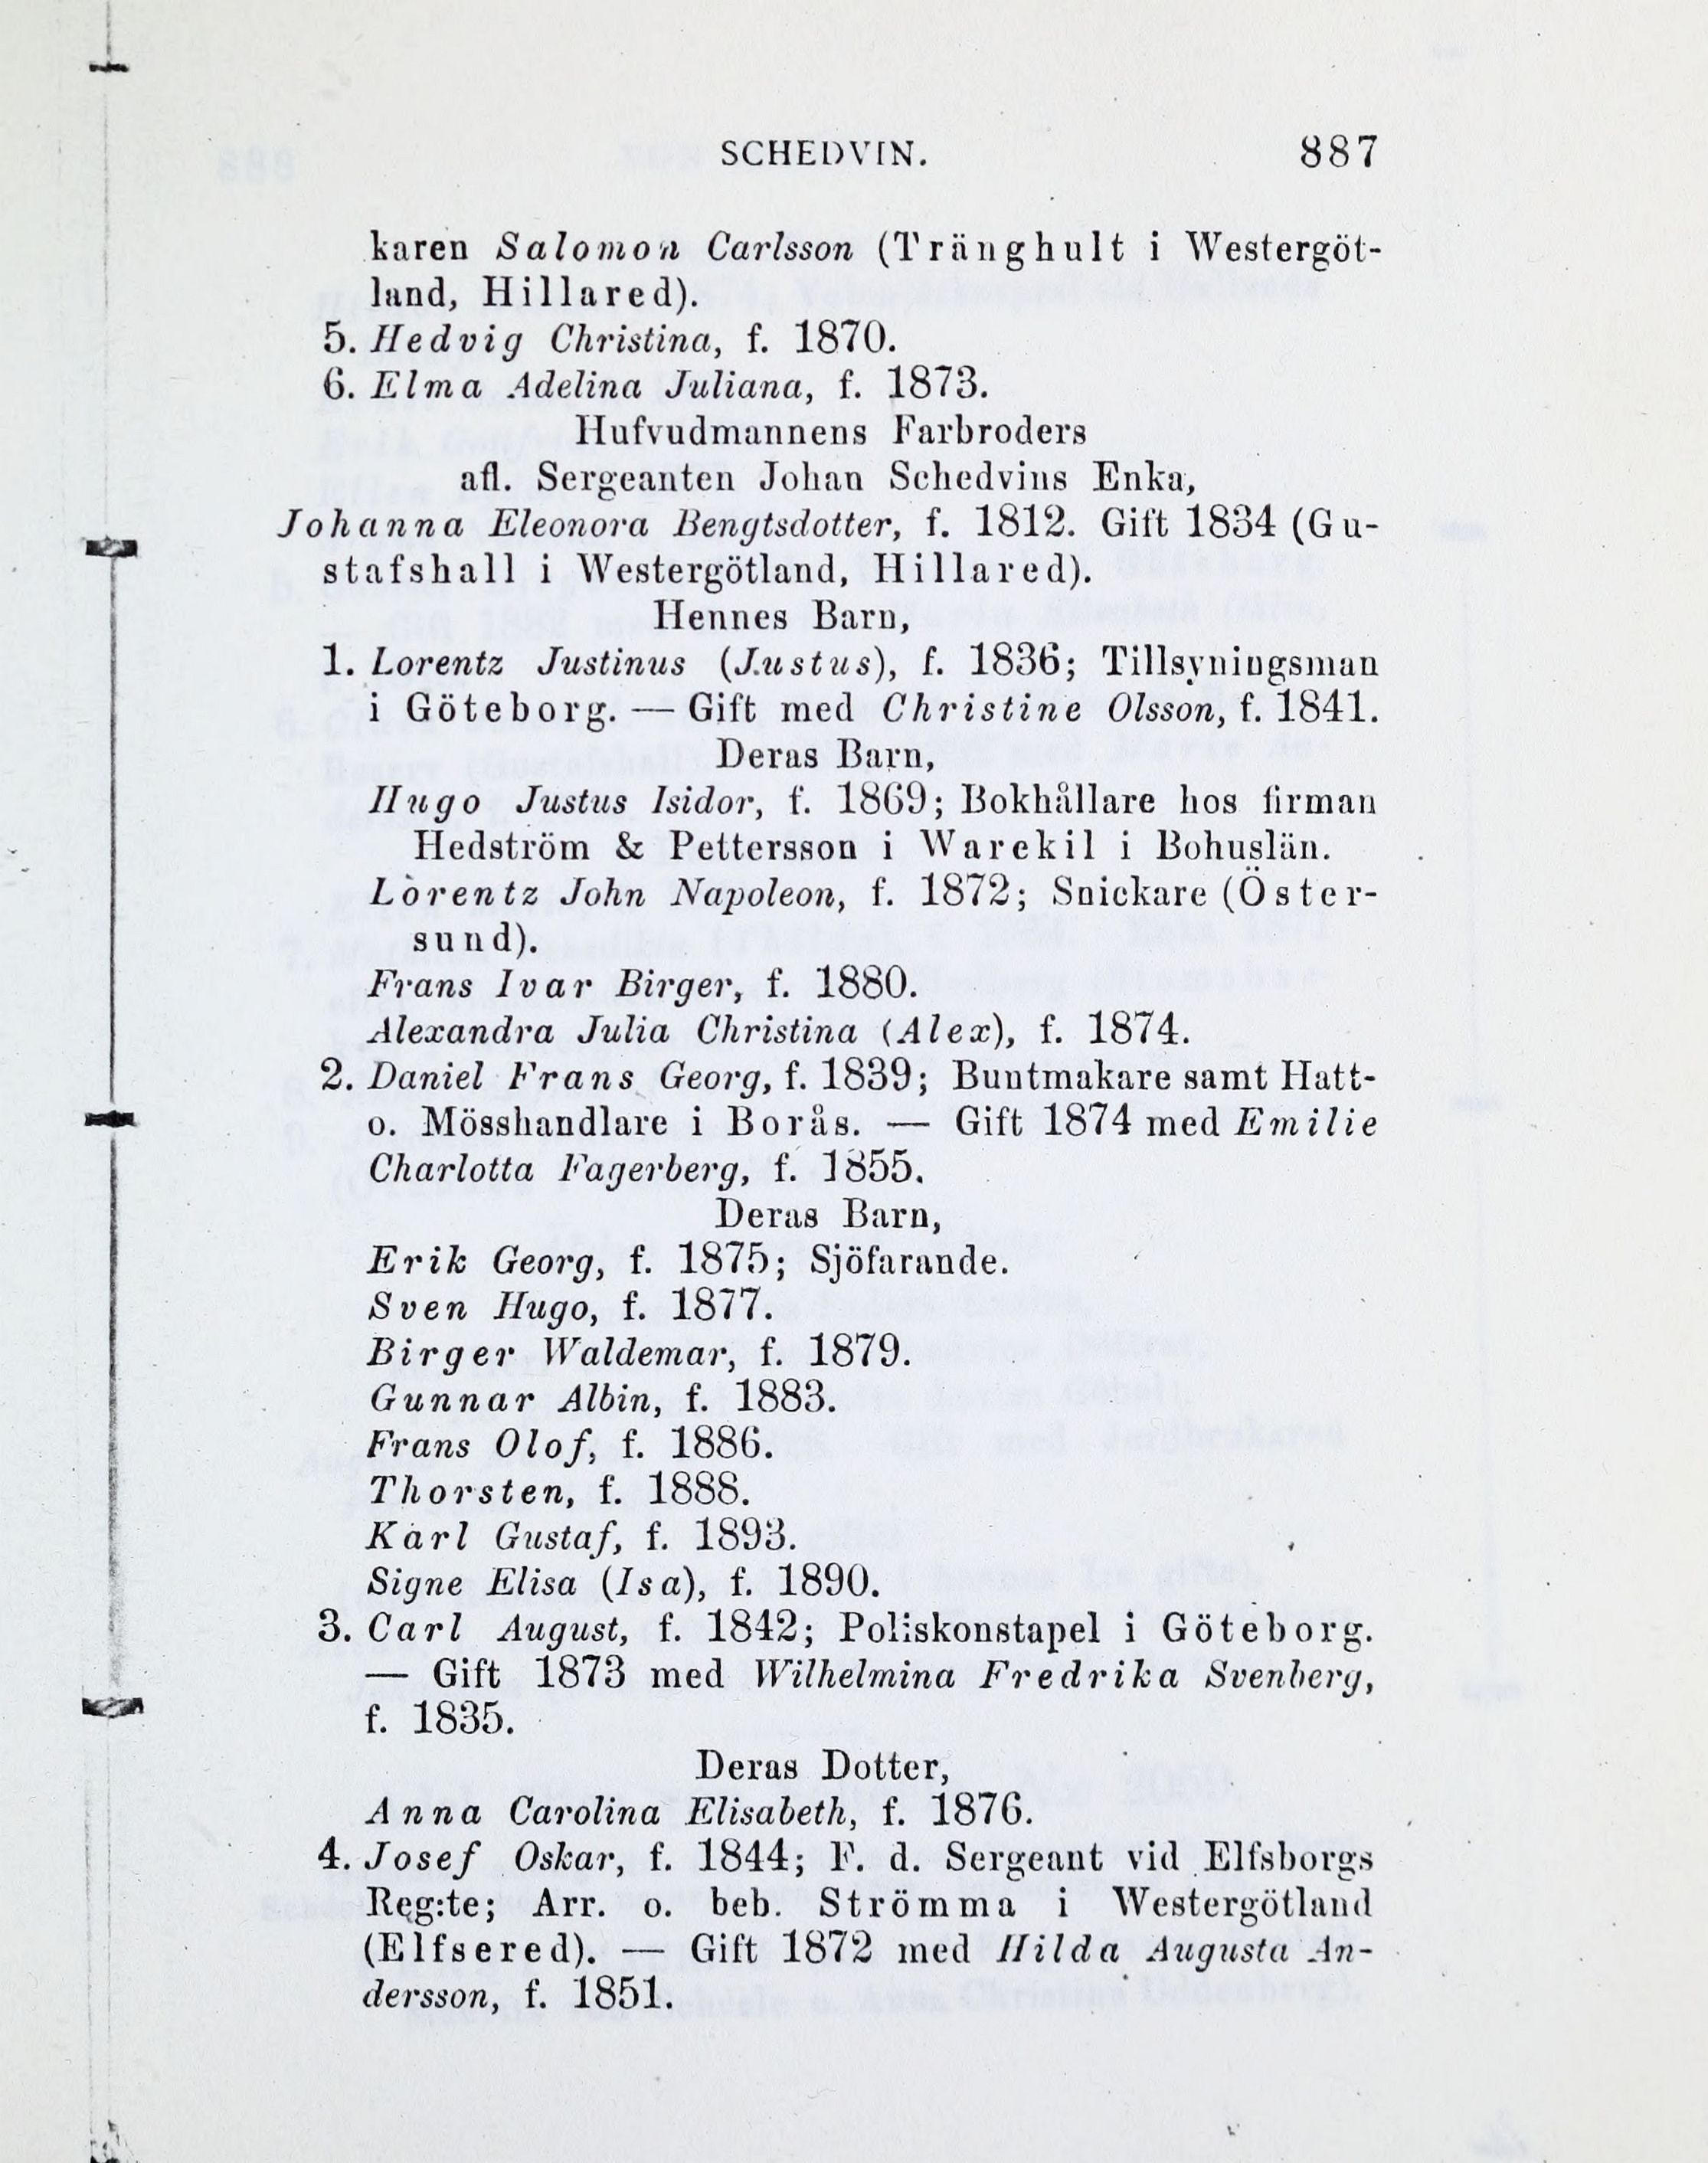 SCHEDVIN. 887
karen Salomon Carlsson (Tränghult i Westergöt-
land, Hillared).
5. Hedvig Christina, f. 1870.
6. Elma Adelina Juliana, f. 1873.
Hufvudmannens Farbroders
afl. Sergeanten Johan Schedvins Enka,
Johanna Eleonora Bengtsdotter, f. 1812. Gift 1834 (Gu-
stafshall i Westergötland, Hillared).
Hennes Barn,
1. Lorentz Justinus (Justus), f. 1836; Tillsyningsman
i Göteborg. — Gift med Christine Olsson, f. 1841.
Deras Barn,
Hugo Justus Isidor, f. 1869; Bokhållare hos firman
Hedström & Pettersson i Warekil i Bohuslän.
Lorentz John Napoleon, f. 1872; Snickare (Öster-
sund).
Frans Ivar Birger, f. 1880.
Alexandra Julia Christina (Alex), f. 1874.
2. Daniel Frans Georg, f. 1839; Buntmakare samt Hatt-
o. Mösshandlare i Borås. — Gift 1874 med Emilie
Charlotta Fagerberg, f. 1855.
Deras Barn,
Erik Georg, f. 1875; Sjöfarande.
Sven Hugo, f. 1877.
Birger Waldemar, f. 1879.
Gunnar Albin, f. 1883.
Frans Olof, f. 1886.
Thorsten, f. 1888.
Karl Gustaf, f. 1893.
Signe Elisa (Isa), f. 1890.
3. Carl August, f. 1842; Poliskonstapel i Göteborg.
— Gift 1873 med Wilhelmina Fredrika Svenberg,
f. 1835.
Deras Dotter,
Anna Carolina Elisabeth, f. 1876.
4. Josef Oskar, f. 1844; F. d. Sergeant vid Elfsborgs
Reg:te; Arr. o. beb. Strömma i Westergötland
(Elfsered). — Gift 1872 med Hilda Augusta An-
dersson, f. 1851.